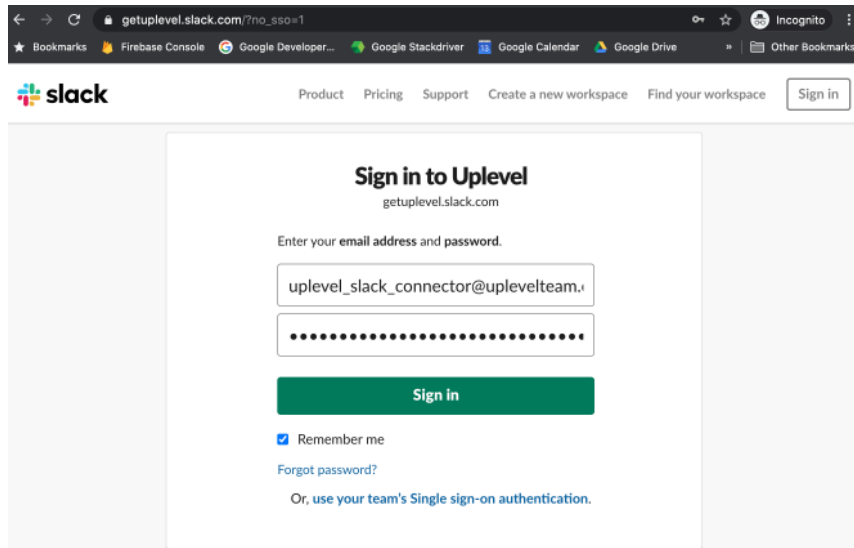 getuplevel.slack.com/?no_sso=1 Incognito
Bookmarks Firebase Console Google Developer... Google Stackdriver 31 Google Calendar Google Drive » Other Bookmarks
slack Product Pricing Support Create a new workspace Find your workspace Sign in
Sign in to Uplevel
getuplevel.slack.com
Enter your email address and password.
uplevel_slack_connector@uplevelteam.
••••••••••••••••••••••••••••••
Sign in
Remember me
Forgot password?
Or, use your team's Single sign-on authentication.